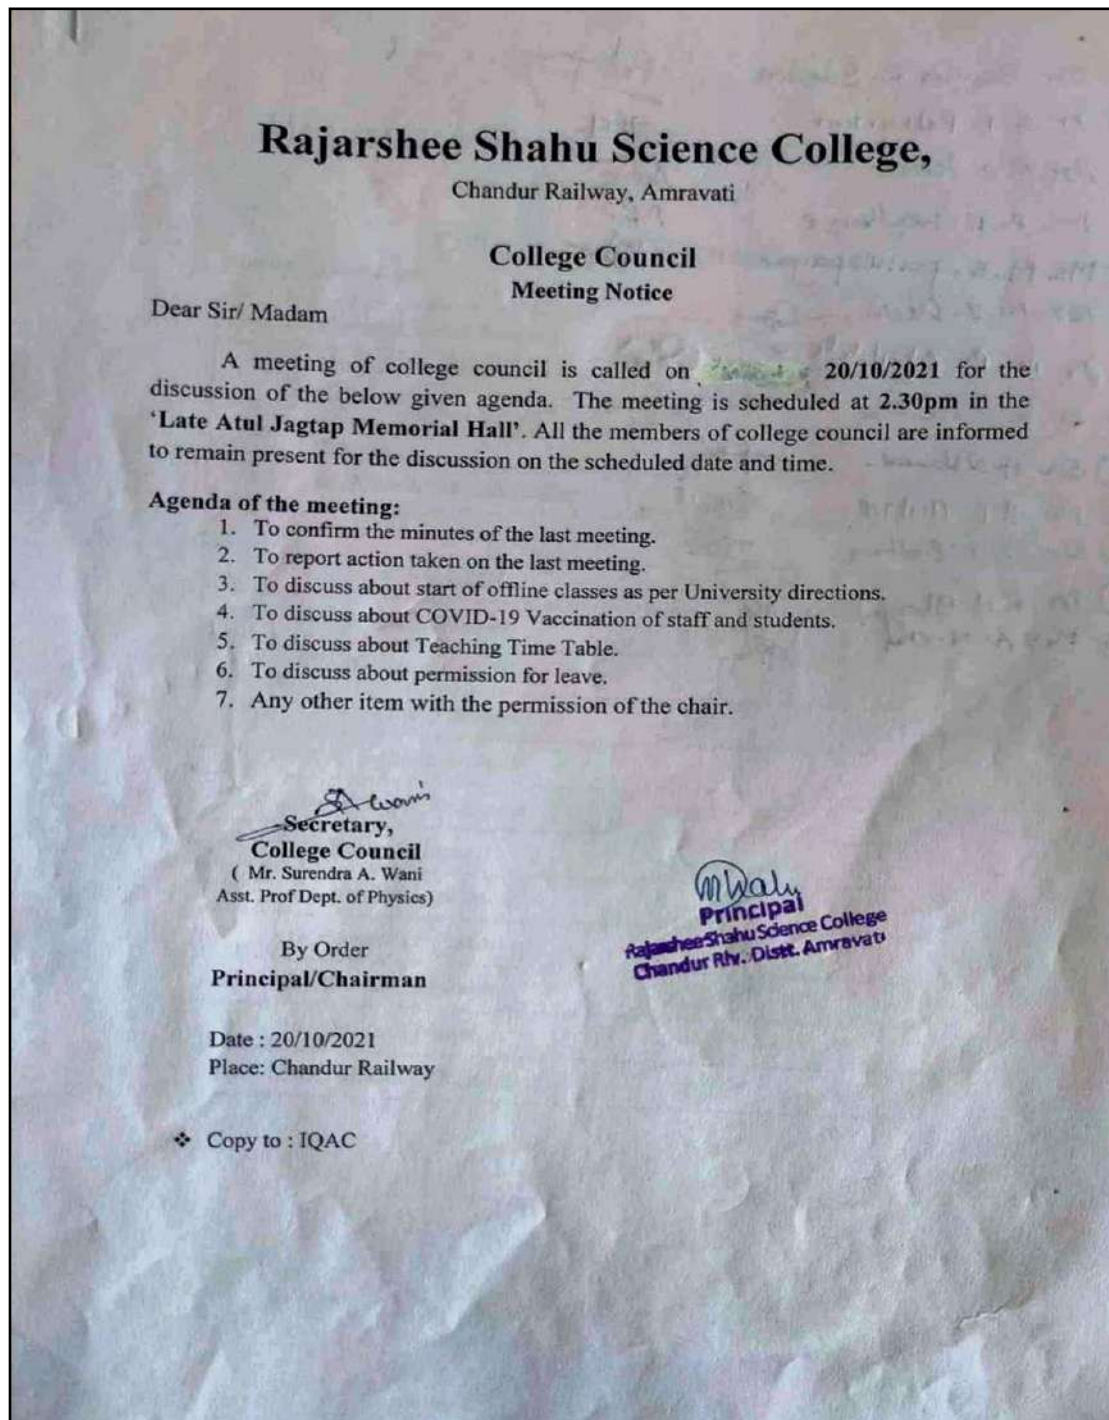 Rajarshee Shahu Science College,
Chandur Railway, Amravati
College Council
Meeting Notice
Dear Sir/ Madam
A meeting of college council is called on 20/10/2021 for the
discussion of the below given agenda. The meeting is scheduled at 2.30pm in the
‘Late Atul Jagtap Memorial Hall’. All the members of college council are informed
to remain present for the discussion on the scheduled date and time.
Agenda of the meeting:
1. To confirm the minutes of the last meeting.
2. To report action taken on the last meeting.
3. To discuss about start of offline classes as per University directions.
4. To discuss about COVID-19 Vaccination of staff and students.
5. To discuss about Teaching Time Table.
6. To discuss about permission for leave.
7. Any other item with the permission of the chair.
Secretary,
College Council
( Mr. Surendra A. Wani
Asst. Prof Dept. of Physics)
Principal
Rajarshee Shahu Science College
Chandur Rly. Distt. Amravati
By Order
Principal/Chairman
Date : 20/10/2021
Place: Chandur Railway
❖ Copy to : IQAC